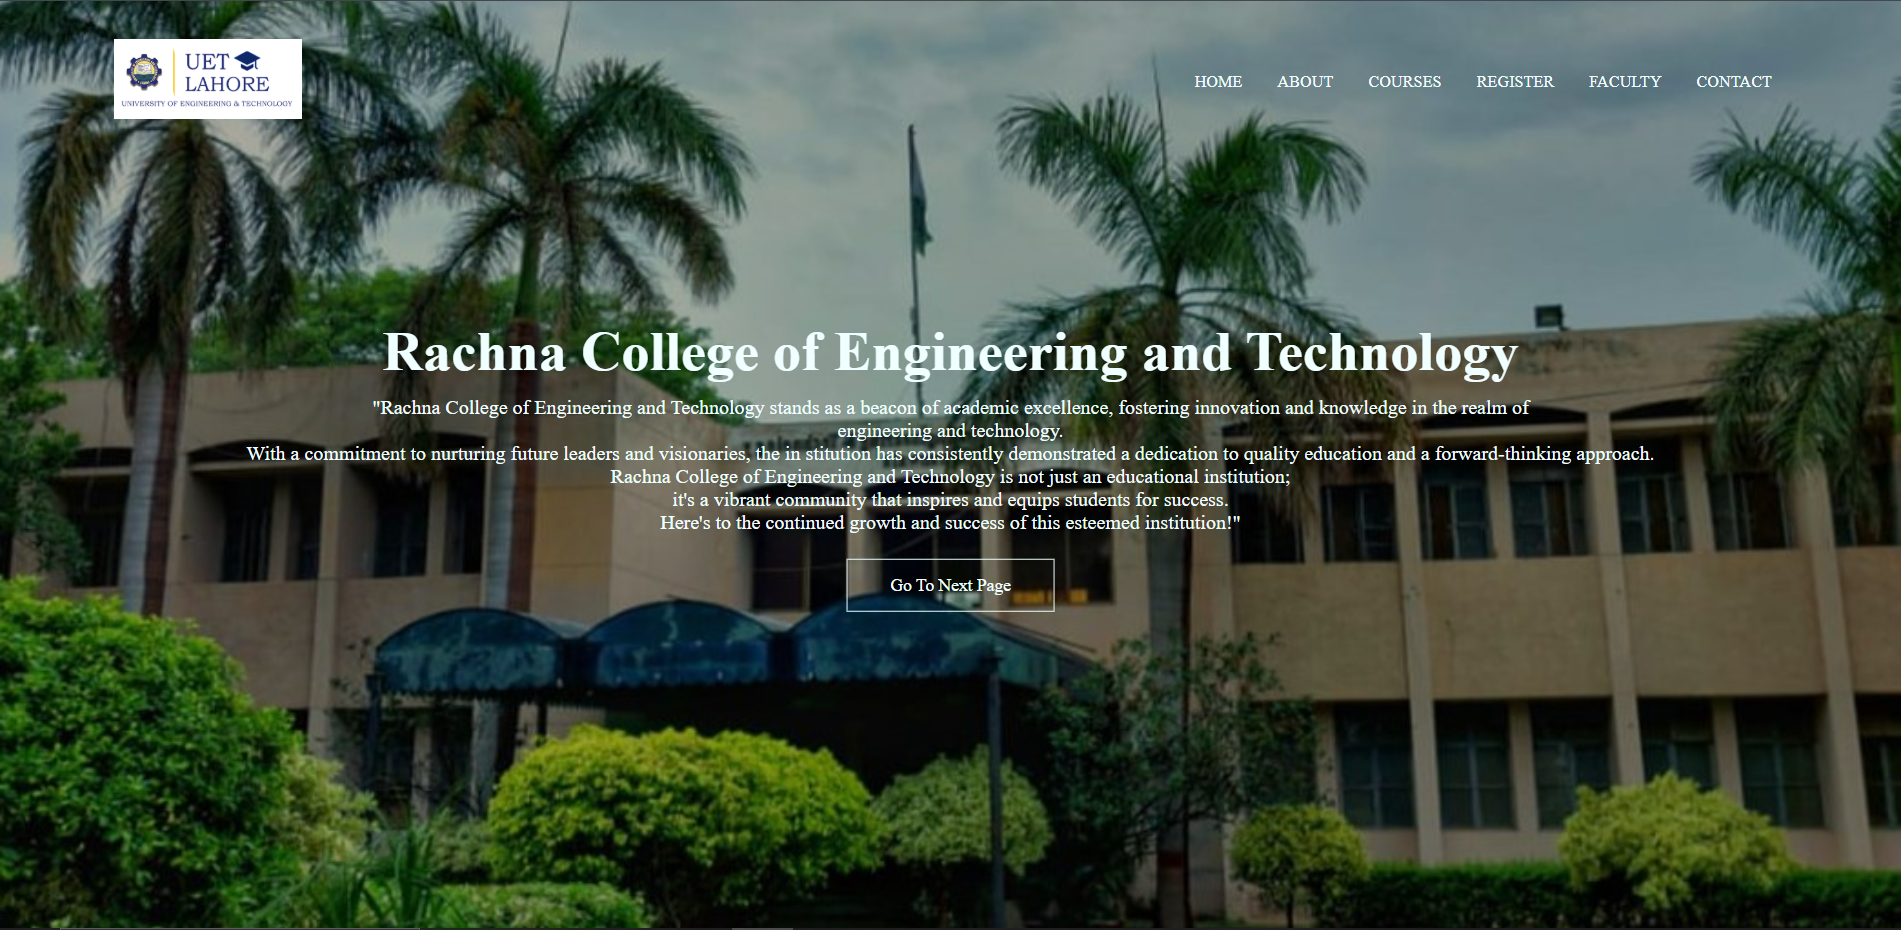 UET
LAHORE
UNIVERSITY OF ENGINEERING & TECHNOLOGY
HOME ABOUT COURSES REGISTER FACULTY CONTACT
Rachna College of Engineering and Technology
"Rachna College of Engineering and Technology stands as a beacon of academic excellence, fostering innovation and knowledge in the realm of
engineering and technology.
With a commitment to nurturing future leaders and visionaries, the in stitution has consistently demonstrated a dedication to quality education and a forward-thinking approach.
Rachna College of Engineering and Technology is not just an educational institution;
it's a vibrant community that inspires and equips students for success.
Here's to the continued growth and success of this esteemed institution!"
Go To Next Page